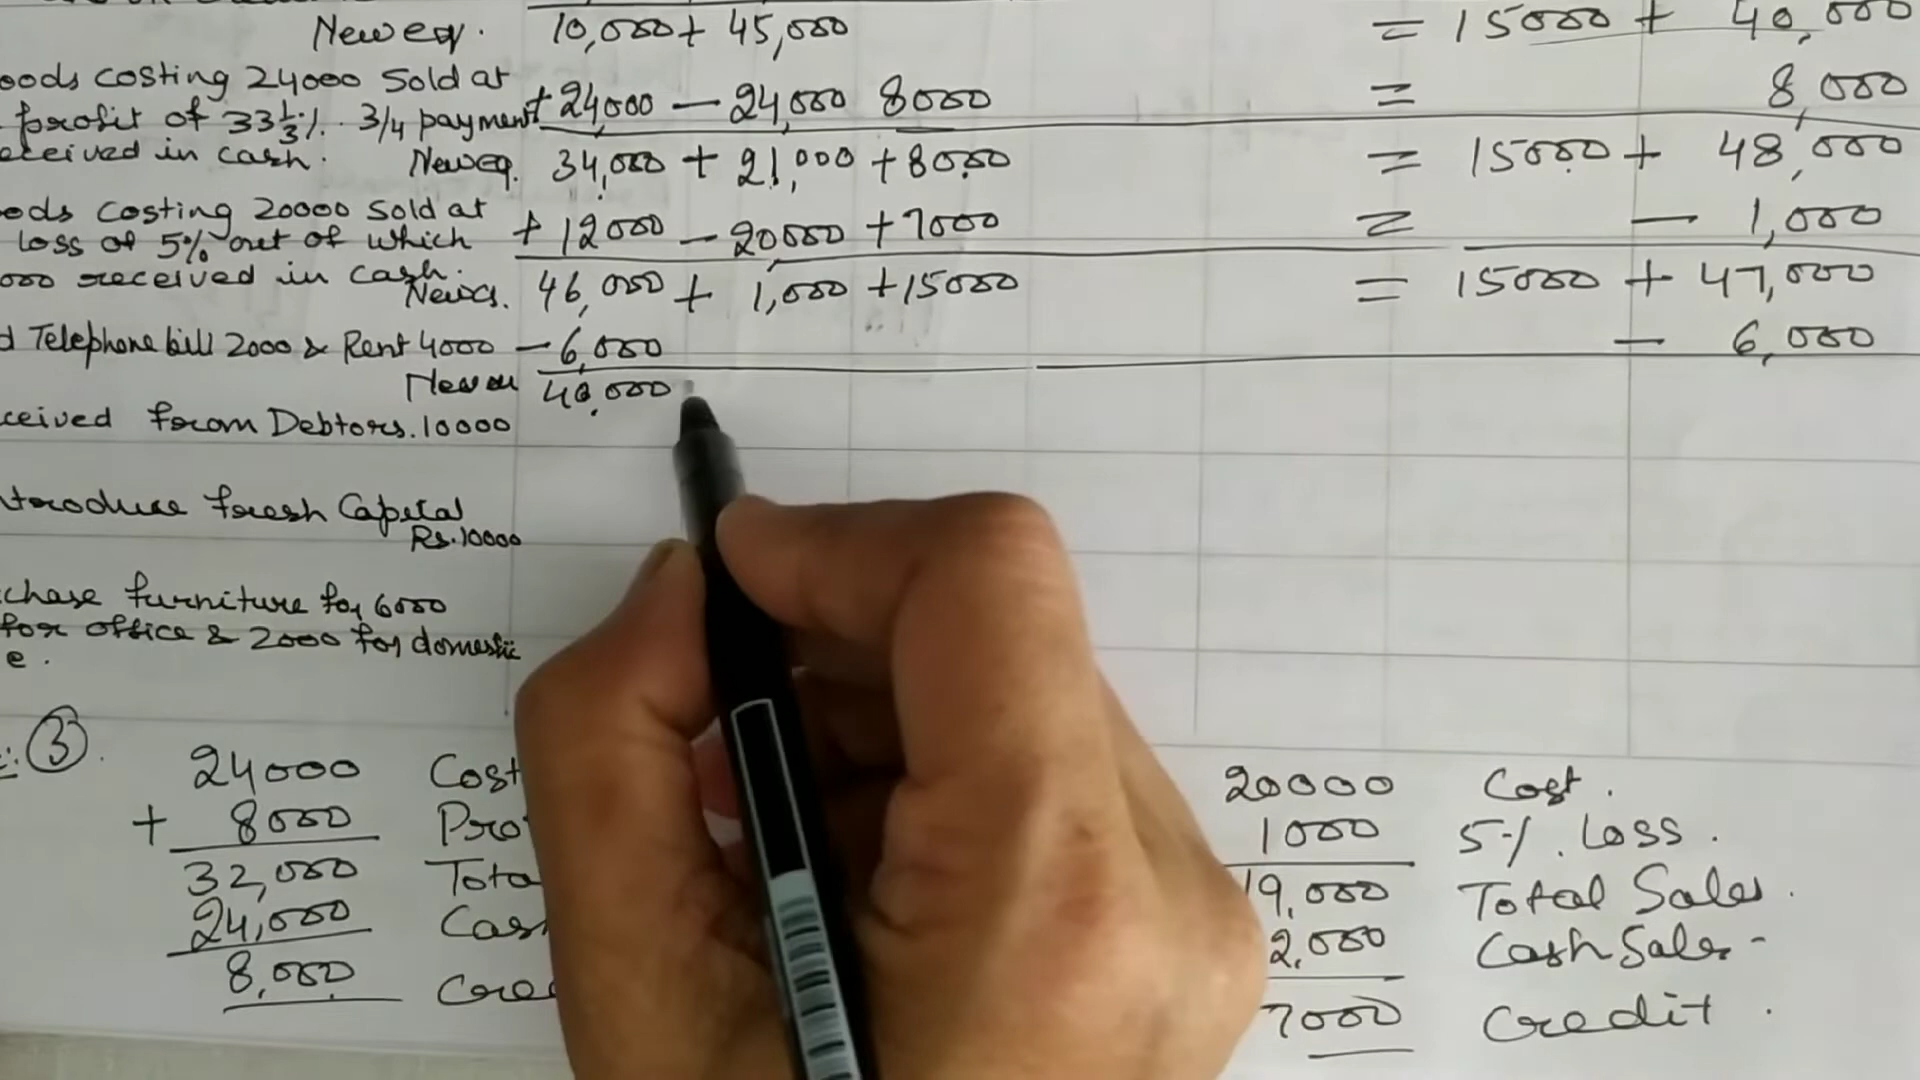 New eq. 10,000 + 45,000 = 15000 + 40,000
oods costing 24000 Sold at
profit of 33⅓% . 3/4 payment +24,000 — 24,000 8000 = 8,000
eceived in cash. New eq. 34,000 + 21,000 + 8000 = 15000 + 48,000
ods costing 20000 Sold at
loss of 5% out of which + 12000 — 20000 + 7000 = — 1,000
000 received in cash.
46,000 + 1,000 + 15000 = 15000 + 47,000
d Telephone bill 2000 & Rent 4000 — 6,000 — 6,000
New 40,000
ceived from Debtors. 10000
troduce fresh Capital
Rs. 10000
chase furniture for 6000
for office & 2000 for domestic
e.
③
24000 Cost
+ 8000 Pro
32,000 Tota
24,000 Cas
8,000 Cre
20000 Cost.
1000 5% . Loss.
19,000 Total Sales.
2,000 Cash Sales -
7000 Credit.